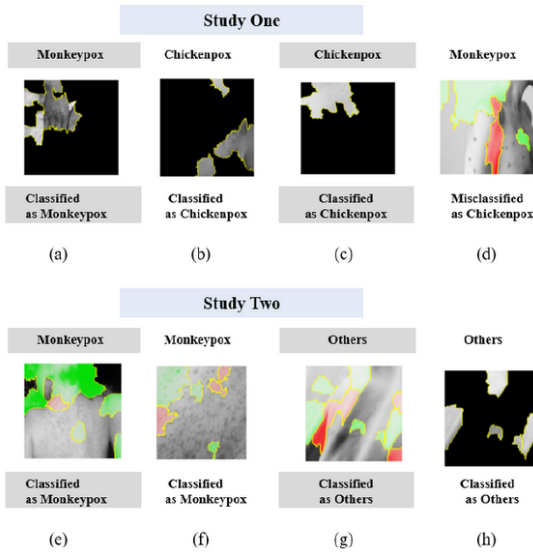 Study One
Monkeypox
Chickenpox
Chickenpox
Monkeypox
Classified
as Monkeypox
Classified
as Chickenpox
Classified
as Chickenpox
Misclassified
as Chickenpox
(a)
(b)
(c)
(d)
Study Two
Monkeypox
Monkeypox
Others
Others
Classified
as Monkeypox
Classified
as Monkeypox
Classified
as Others
Classified
as Others
(e)
(f)
(g)
(h)